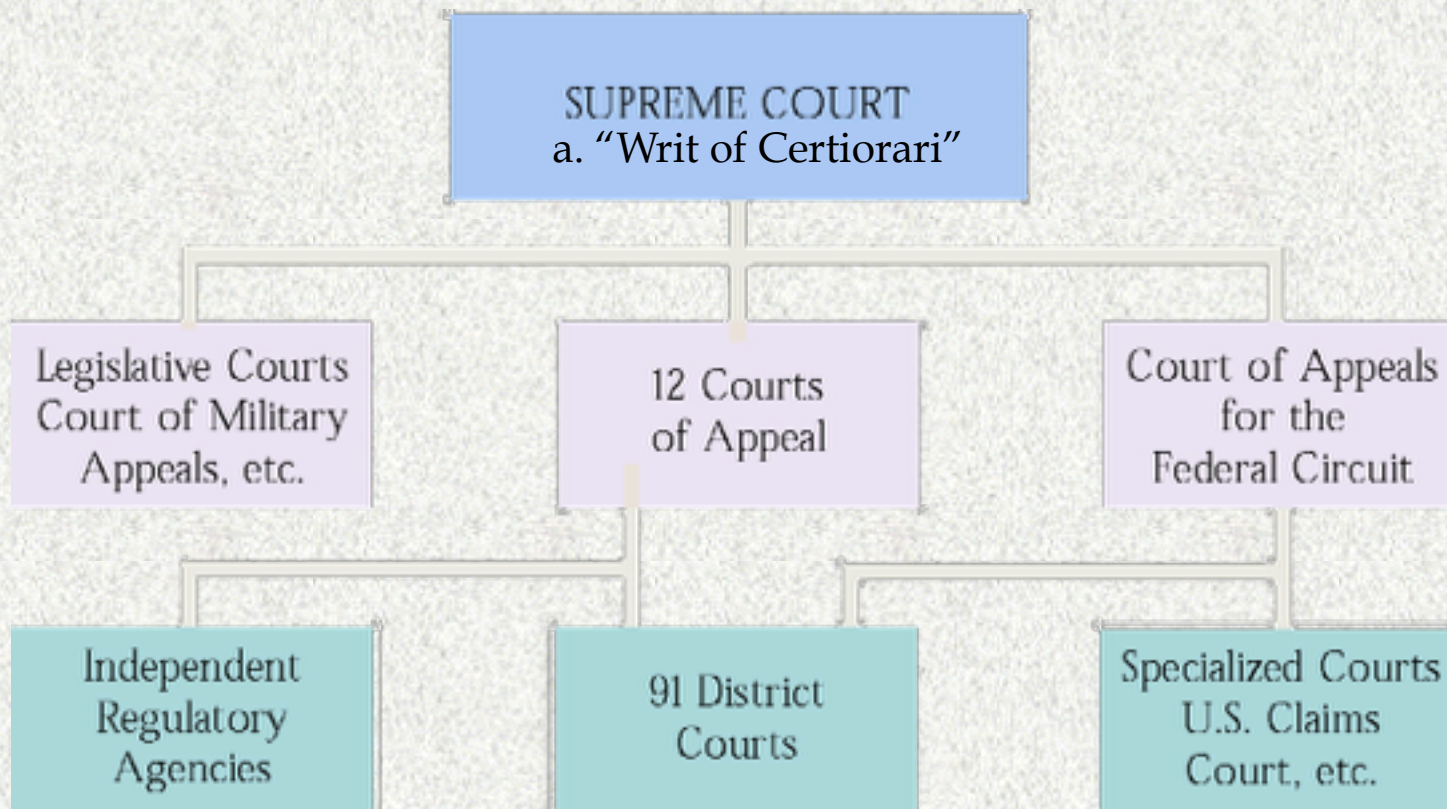 SUPREME COURT
a. “Writ of Certiorari”
Legislative Courts
Court of Military
Appeals, etc.
12 Courts
of Appeal
Court of Appeals
for the
Federal Circuit
Independent
Regulatory
Agencies
91 District
Courts
Specialized Courts
U.S. Claims
Court, etc.